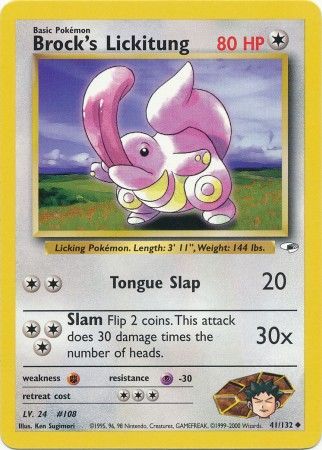 Basic Pokémon
Brock's Lickitung 80 HP
Licking Pokémon. Length: 3' 11", Weight: 144 lbs.
Tongue Slap 20
Slam Flip 2 coins. This attack 30x
does 30 damage times the
number of heads.
weakness resistance -30
retreat cost
LV. 24 #108
Illus. Ken Sugimori ©1995, 96, 98 Nintendo, Creatures, GAMEFREAK. ©1999-2000 Wizards. 41/132